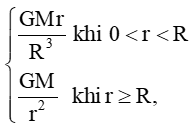 GMr/R³ khi 0 < r < R
GM/r² khi r ≥ R,